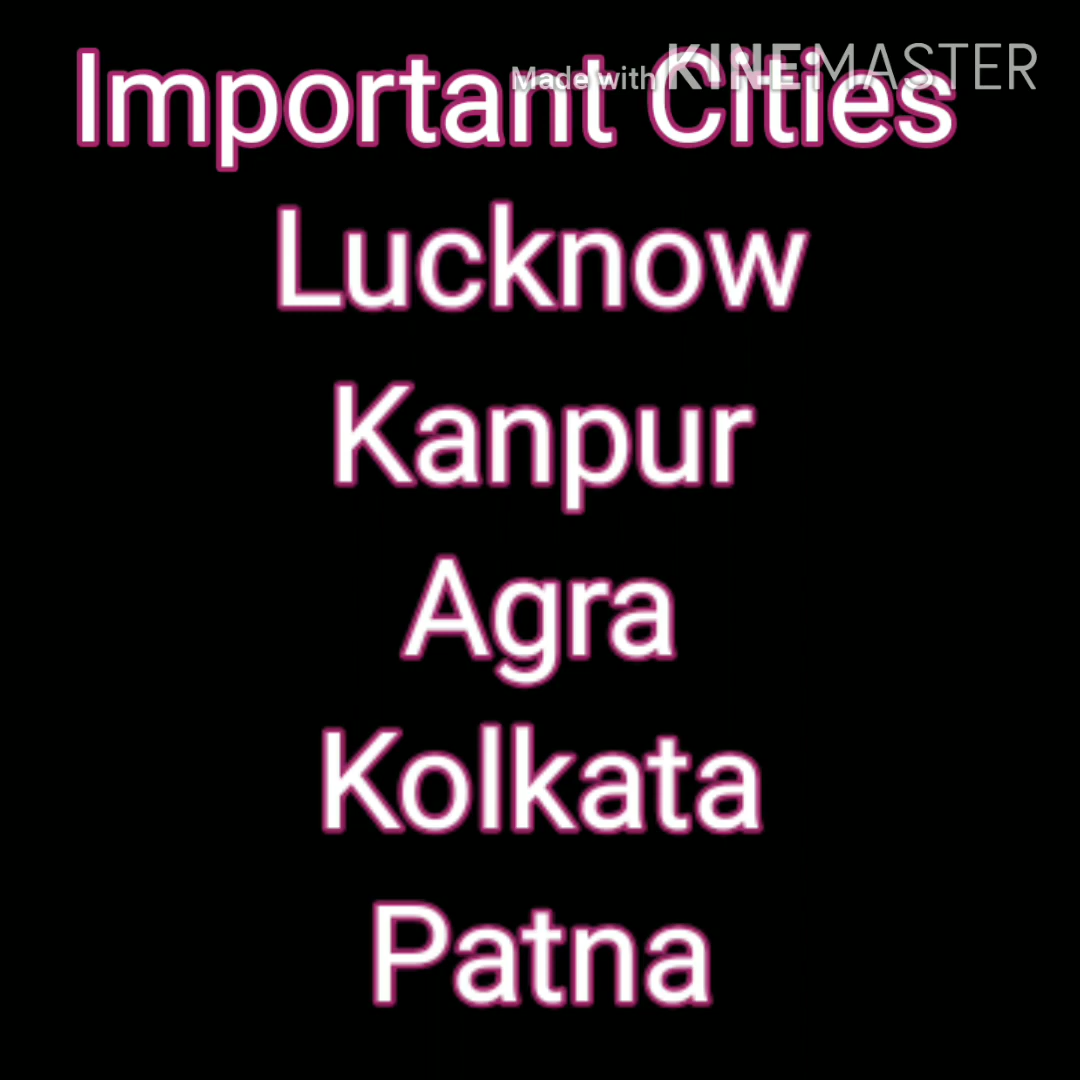 Important Cities
Made with KINEMASTER
Lucknow
Kanpur
Agra
Kolkata
Patna